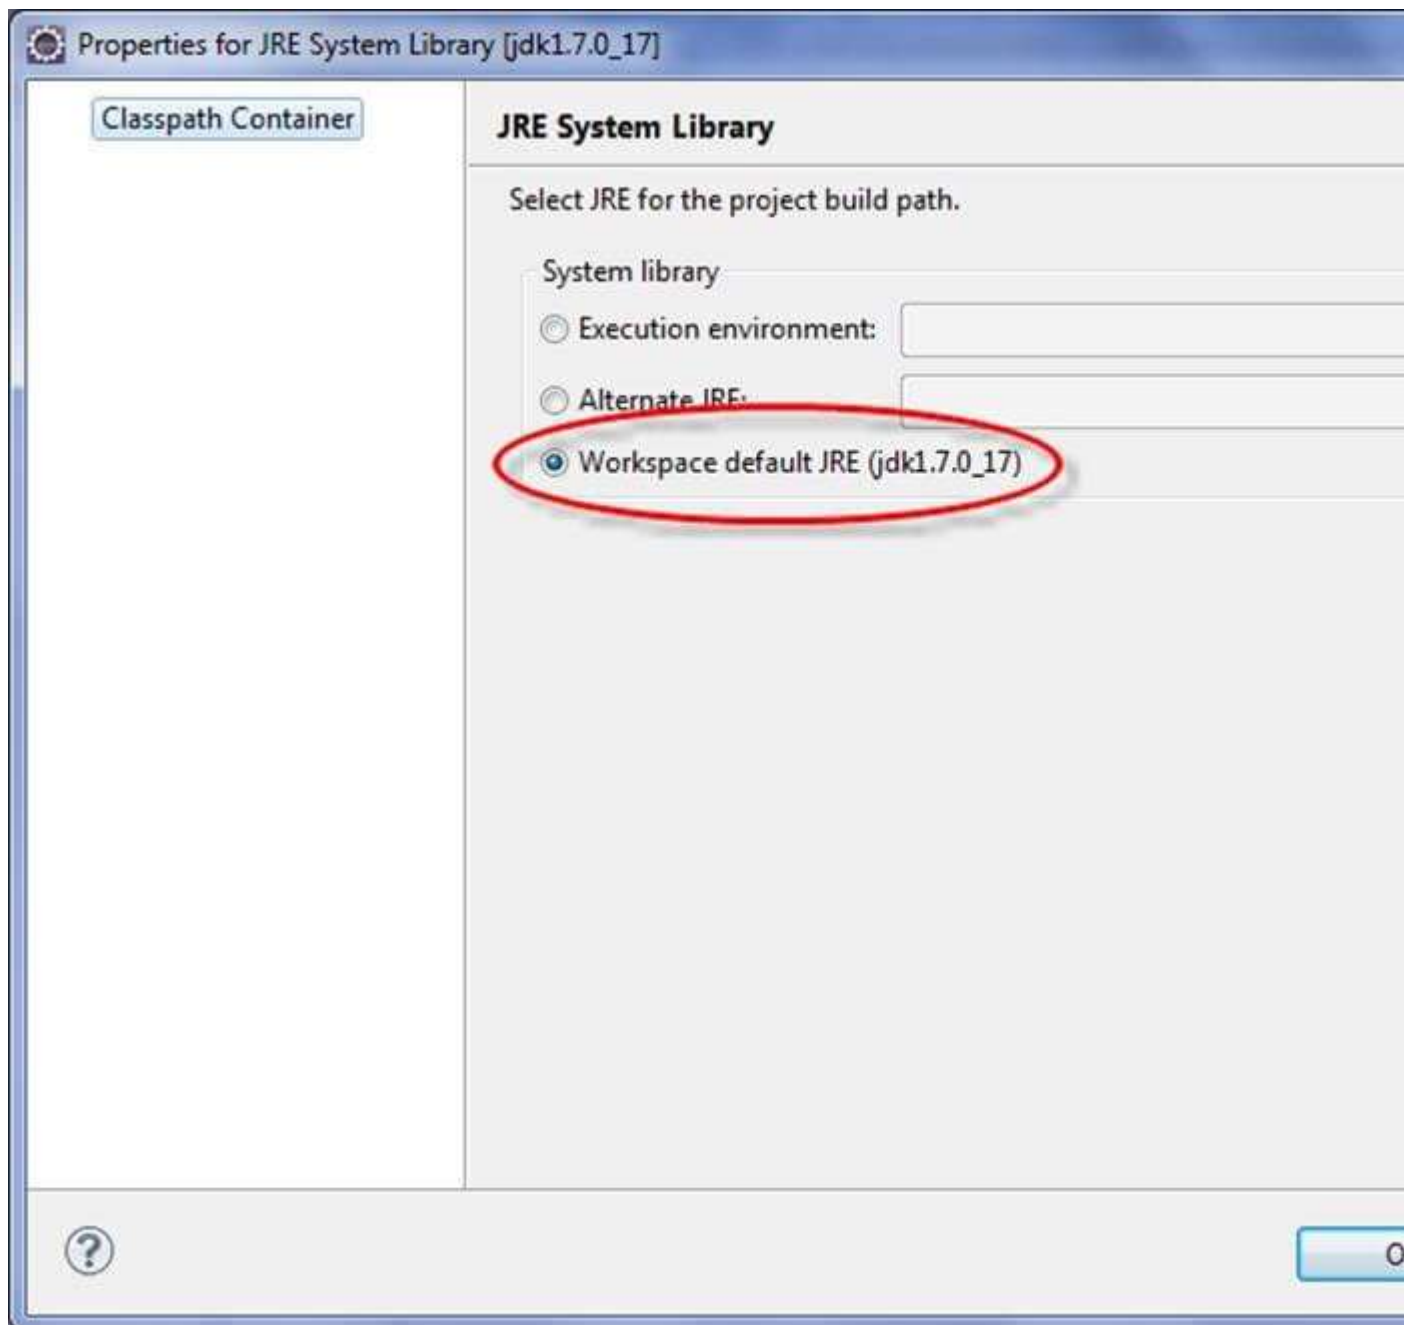 Properties for JRE System Library [jdk1.7.0_17]
Classpath Container
JRE System Library
Select JRE for the project build path.
System library
Execution environment:
Alternate JRE:
Workspace default JRE (jdk1.7.0_17)
?
O